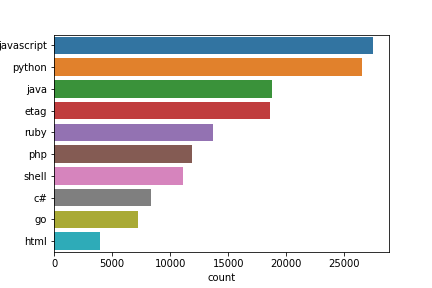 javascript
python
java
etag
ruby
php
shell
c#
go
html
0 5000 10000 15000 20000 25000
count